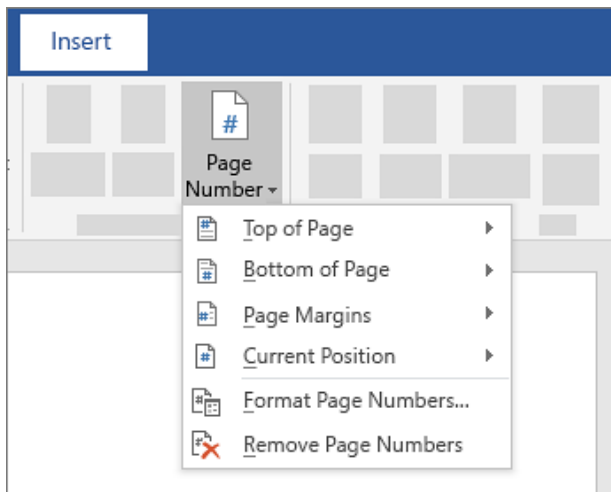 Insert
Page
Number
Top of Page
Bottom of Page
Page Margins
Current Position
Format Page Numbers...
Remove Page Numbers